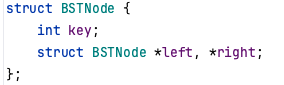 struct BSTNode {
    int key;
    struct BSTNode *left, *right;
};